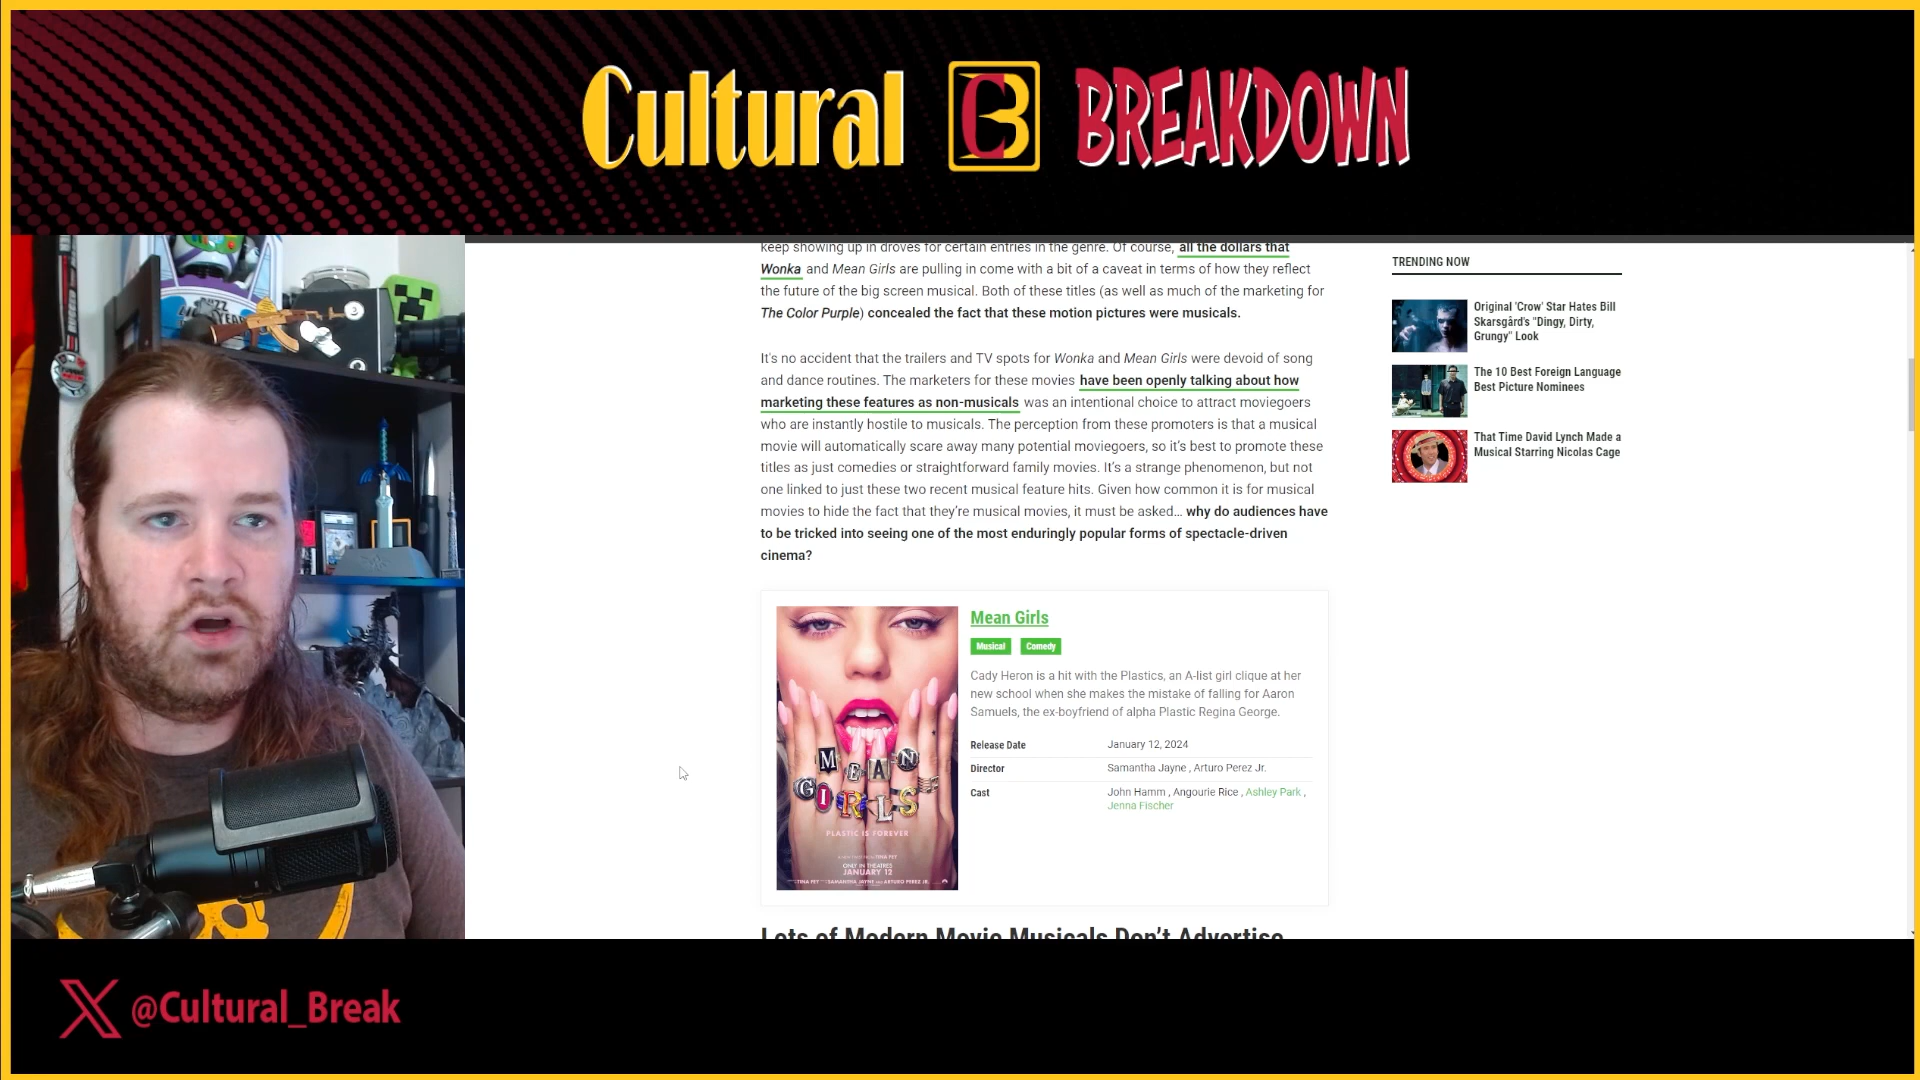 Cultural CB BREAKDOWN
keep showing up in droves for certain entries in the genre. Of course, all the dollars that
Wonka and Mean Girls are pulling in come with a bit of a caveat in terms of how they reflect
the future of the big screen musical. Both of these titles (as well as much of the marketing for
The Color Purple) concealed the fact that these motion pictures were musicals.
It's no accident that the trailers and TV spots for Wonka and Mean Girls were devoid of song
and dance routines. The marketers for these movies have been openly talking about how
marketing these features as non-musicals was an intentional choice to attract moviegoers
who are instantly hostile to musicals. The perception from these promoters is that a musical
movie will automatically scare away many potential moviegoers, so it's best to promote these
titles as just comedies or straightforward family movies. It's a strange phenomenon, but not
one linked to just these two recent musical feature hits. Given how common it is for musical
movies to hide the fact that they're musical movies, it must be asked... why do audiences have
to be tricked into seeing one of the most enduringly popular forms of spectacle-driven
cinema?
MEAN
GIRLS
PLASTIC IS FOREVER
ONLY IN THEATRES
JANUARY 12
Mean Girls
Musical Comedy
Cady Heron is a hit with the Plastics, an A-list girl clique at her
new school when she makes the mistake of falling for Aaron
Samuels, the ex-boyfriend of alpha Plastic Regina George.
Release Date January 12, 2024
Director Samantha Jayne , Arturo Perez Jr.
Cast John Hamm , Angourie Rice , Ashley Park ,
Jenna Fischer
Lots of Modern Movie Musicals Don't Advertise
TRENDING NOW
Original 'Crow' Star Hates Bill
Skarsgård's "Dingy, Dirty,
Grungy" Look
The 10 Best Foreign Language
Best Picture Nominees
That Time David Lynch Made a
Musical Starring Nicolas Cage
X @Cultural_Break